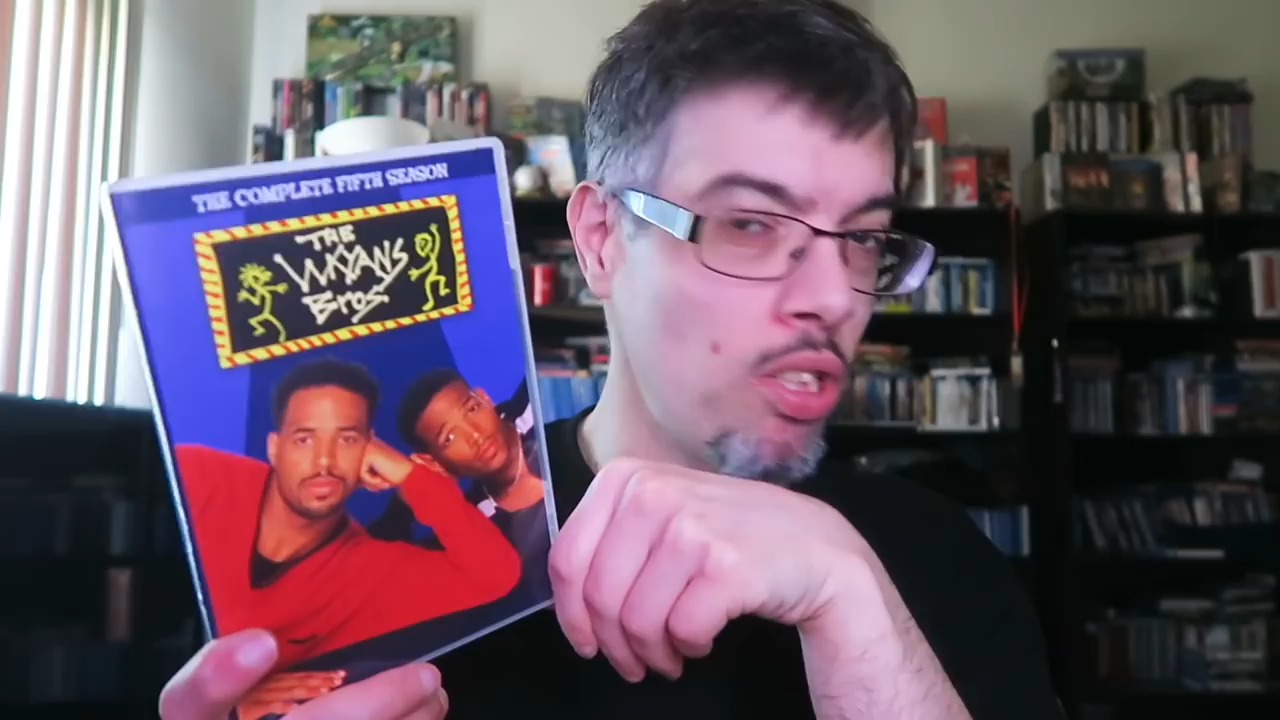 THE COMPLETE FIFTH SEASON
THE
WAYANS
Bros.